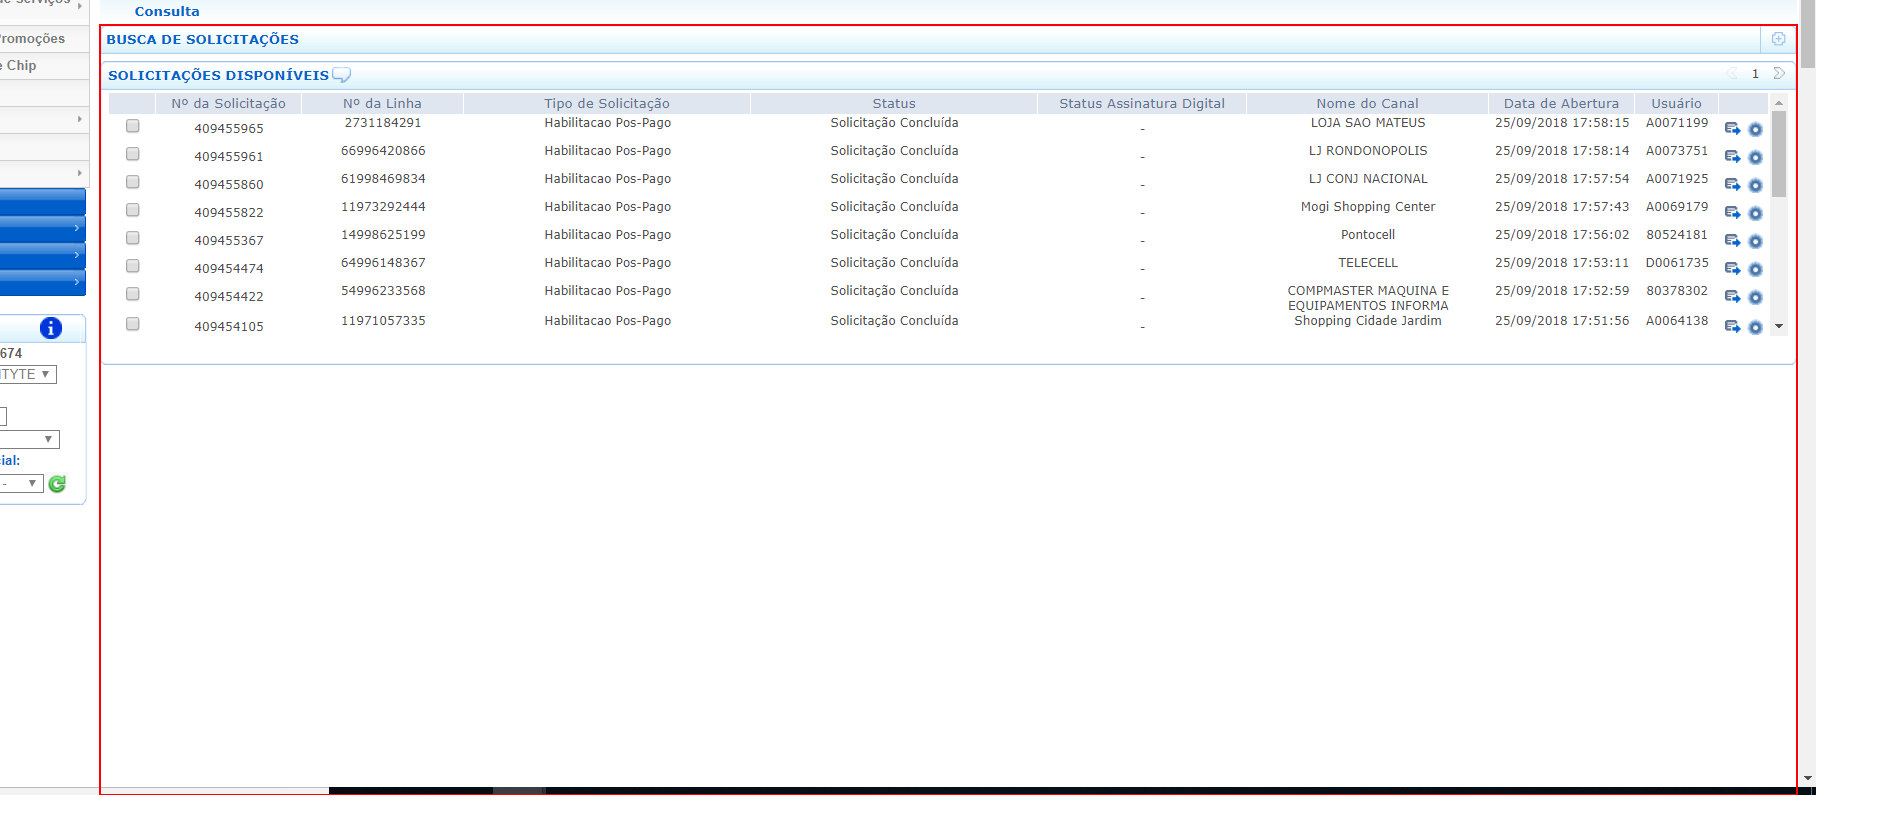 Consulta
Promoções
e Chip
BUSCA DE SOLICITAÇÕES
SOLICITAÇÕES DISPONÍVEIS
1
Nº da Solicitação Nº da Linha Tipo de Solicitação Status Status Assinatura Digital Nome do Canal Data de Abertura Usuário
409455965 2731184291 Habilitacao Pos-Pago Solicitação Concluída - LOJA SAO MATEUS 25/09/2018 17:58:15 A0071199
409455961 66996420866 Habilitacao Pos-Pago Solicitação Concluída - LJ RONDONOPOLIS 25/09/2018 17:58:14 A0073751
409455860 61998469834 Habilitacao Pos-Pago Solicitação Concluída - LJ CONJ NACIONAL 25/09/2018 17:57:54 A0071925
409455822 11973292444 Habilitacao Pos-Pago Solicitação Concluída - Mogi Shopping Center 25/09/2018 17:57:43 A0069179
409455367 14998625199 Habilitacao Pos-Pago Solicitação Concluída - Pontocell 25/09/2018 17:56:02 80524181
409454474 64996148367 Habilitacao Pos-Pago Solicitação Concluída - TELECELL 25/09/2018 17:53:11 D0061735
409454422 54996233568 Habilitacao Pos-Pago Solicitação Concluída - COMPMASTER MAQUINA E EQUIPAMENTOS INFORMA 25/09/2018 17:52:59 80378302
409454105 11971057335 Habilitacao Pos-Pago Solicitação Concluída - Shopping Cidade Jardim 25/09/2018 17:51:56 A0064138
674
TYTE
ial:
-